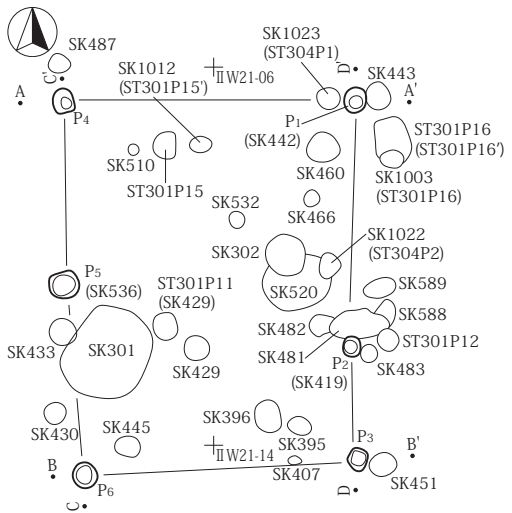 SK487
SK1023
(ST304P1)
SK1012
(ST301P15')
ⅡW21-06
D'
SK443
A
C'
A'
P4
P1
(SK442)
ST301P16
(ST301P16′)
SK510
SK460
SK1003
(ST301P16)
ST301P15
SK466
SK532
SK1022
(ST304P2)
SK302
P5
(SK536)
ST301P11
(SK429)
SK520
SK589
SK588
SK482
ST301P12
SK433
SK301
SK481
P2
(SK419)
SK483
SK429
SK430
SK445
SK396
SK395
P3
B'
ⅡW21-14
SK407
B
SK451
P6
D
C